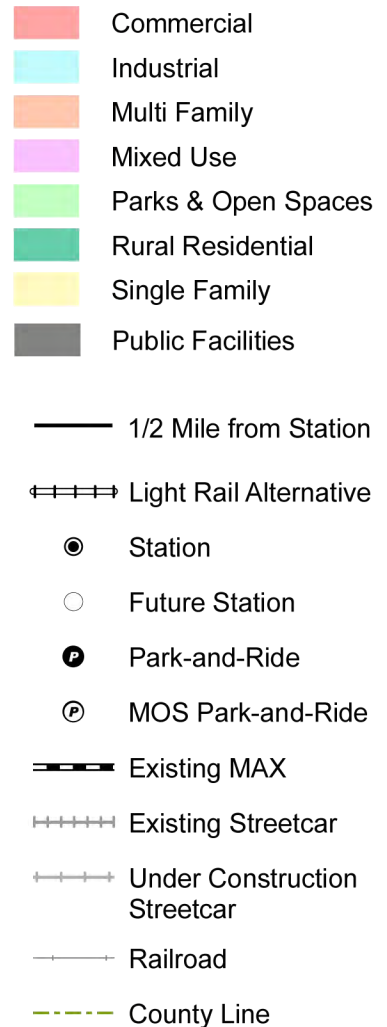 Commercial
Industrial
Multi Family
Mixed Use
Parks & Open Spaces
Rural Residential
Single Family
Public Facilities
1/2 Mile from Station
Light Rail Alternative
Station
Future Station
P Park-and-Ride
P MOS Park-and-Ride
Existing MAX
Existing Streetcar
Under Construction
Streetcar
Railroad
County Line